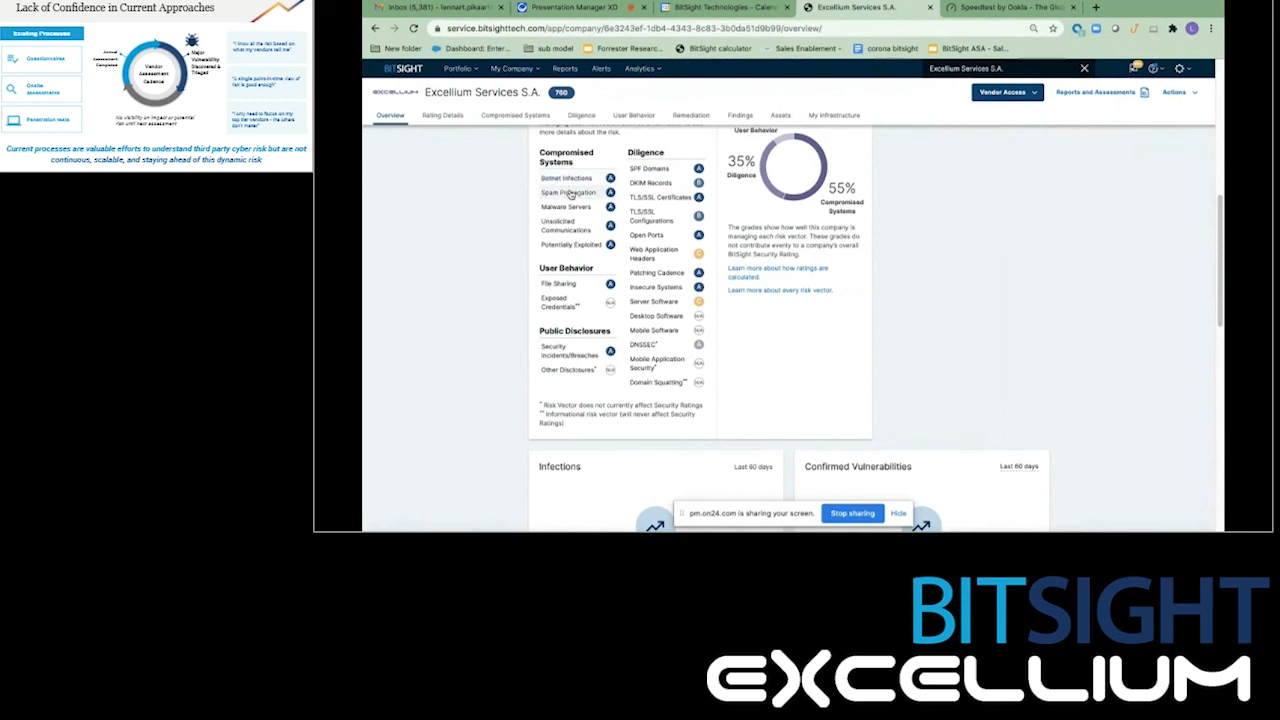 Lack of Confidence in Current Approaches
Existing Processes
Questionnaires
Onsite
assessments
Penetration tests
Annual
Assessment
Completed
Vendor
Assessment
Cadence
Major
Vulnerability
Discovered &
Triaged
No visibility on impact or potential
risk until next assessment
"I know all the risk based on
what my vendors tell me"
"A single point-in-time view of
risk is good enough"
"I only need to focus on my
top tier vendors – the others
don't matter"
Current processes are valuable efforts to understand third party cyber risk but are not
continuous, scalable, and staying ahead of this dynamic risk
Inbox (5,381) - lennart.pikaart
Presentation Manager XD
BitSight Technologies - Calen
Excellium Services S.A.
Speedtest by Ookla - The Glo
service.bitsighttech.com/app/company/6e3243ef-1db4-4343-8c83-3b0da51d9b99/overview/
New folder
Dashboard: Enter...
sub model
Forrester Researc...
BitSight calculator
Sales Enablement -
corona bitsight
BitSight ASA - Sal...
BITSIGHT
Portfolio
My Company
Reports
Alerts
Analytics
Excellium Services S.A.
EXCELLIUM
Excellium Services S.A.
760
Vendor Access
Reports and Assessments
Actions
Overview
Rating Details
Compromised Systems
Diligence
User Behavior
Remediation
Findings
Assets
My Infrastructure
more details about the risk.
Compromised
Systems
Botnet Infections A
Spam Propagation A
Malware Servers A
Unsolicited
Communications A
Potentially Exploited A
User Behavior
File Sharing A
Exposed
Credentials** N/A
Public Disclosures
Security
Incidents/Breaches A
Other Disclosures* N/A
Diligence
SPF Domains A
DKIM Records B
TLS/SSL Certificates A
TLS/SSL
Configurations B
Open Ports A
Web Application
Headers C
Patching Cadence A
Insecure Systems A
Server Software C
Desktop Software N/A
Mobile Software N/A
DNSSEC* A
Mobile Application
Security* N/A
Domain Squatting** N/A
* Risk Vector does not currently affect Security Ratings
** Informational risk vector (will never affect Security
Ratings)
User Behavior
35%
Diligence
55%
Compromised
Systems
The grades show how well this company is
managing each risk vector. These grades do
not contribute evenly to a company's overall
BitSight Security Rating.
Learn more about how ratings are
calculated.
Learn more about every risk vector.
Infections
Last 60 days
Confirmed Vulnerabilities
Last 60 days
pm.on24.com is sharing your screen.
Stop sharing
Hide
BITSIGHT
EXCELLIUM